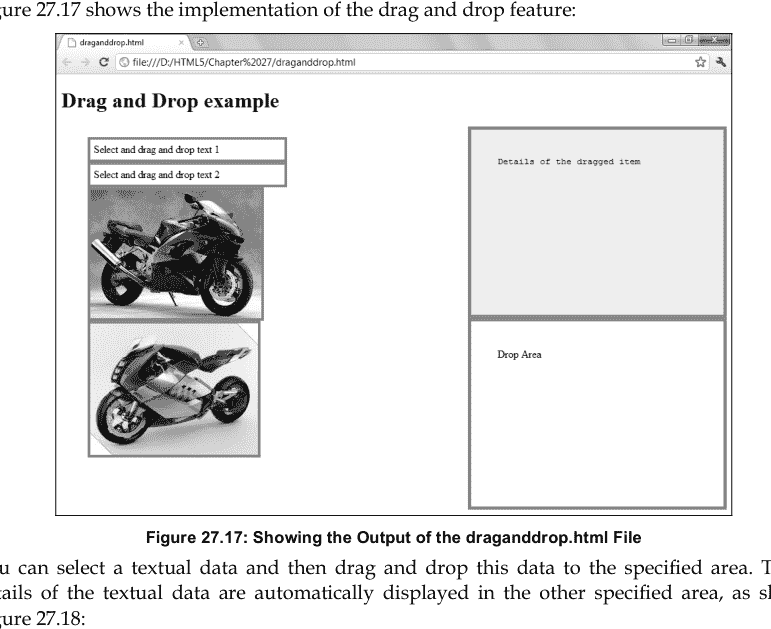 gure 27.17 shows the implementation of the drag and drop feature:
draganddrop.html
file:///D:/HTML5/Chapter%2027/draganddrop.html
Drag and Drop example
Select and drag and drop text 1
Select and drag and drop text 2
Details of the dragged item
Drop Area
Figure 27.17: Showing the Output of the draganddrop.html File
u can select a textual data and then drag and drop this data to the specified area. T
tails of the textual data are automatically displayed in the other specified area, as sh
gure 27.18: